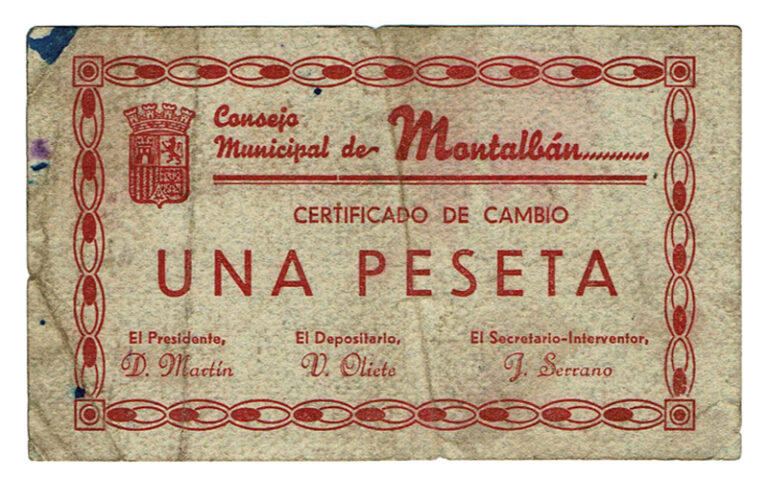 Consejo
Municipal de Montalbán..........
CERTIFICADO DE CAMBIO
UNA PESETA
El Presidente, El Depositario, El Secretario-Interventor,
D. Martín V. Oliete J. Serrano